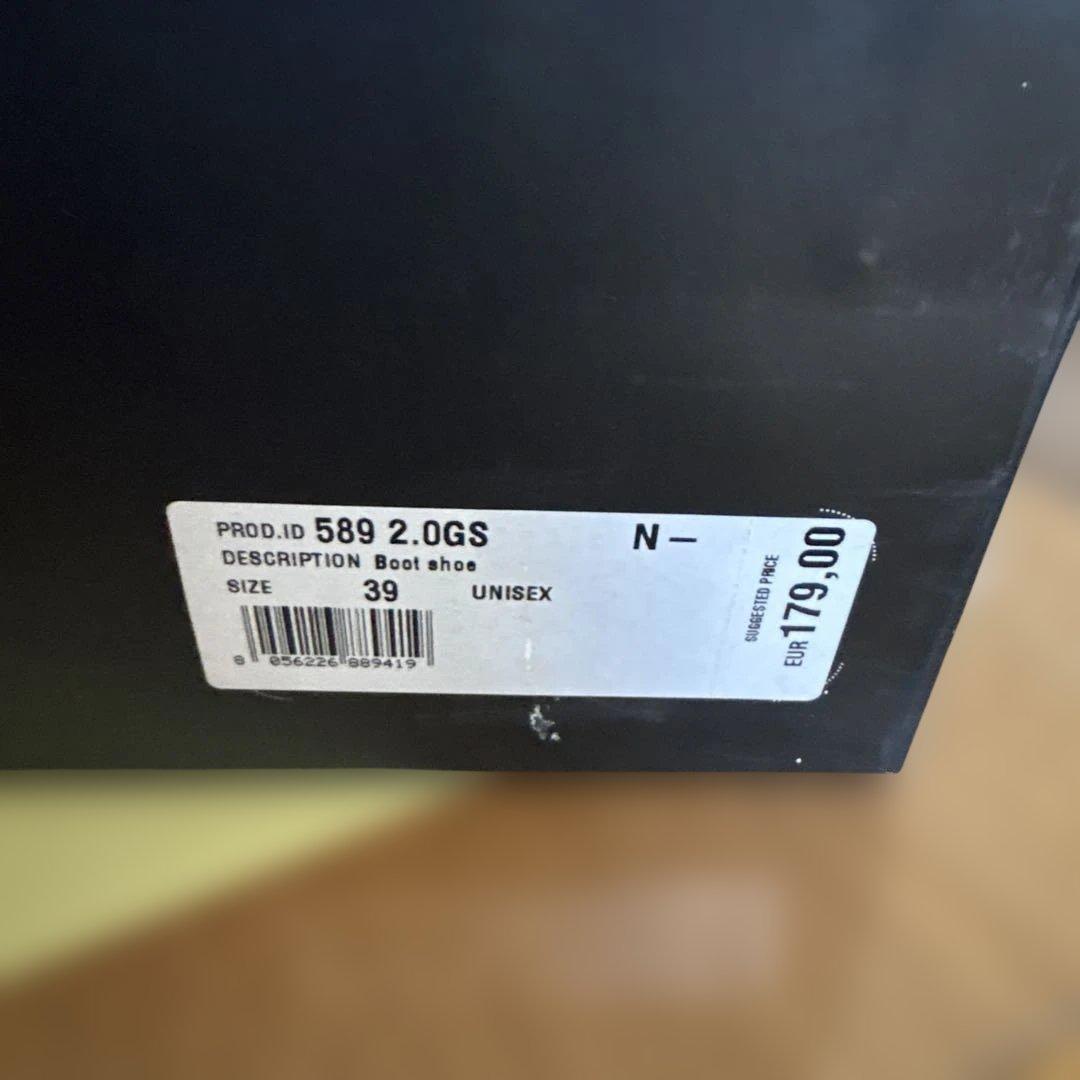 PROD.ID 589 2.0GS N –
DESCRIPTION Boot shoe
SIZE 39 UNISEX
8 056226 889419
SUGGESTED PRICE
EUR 179,00